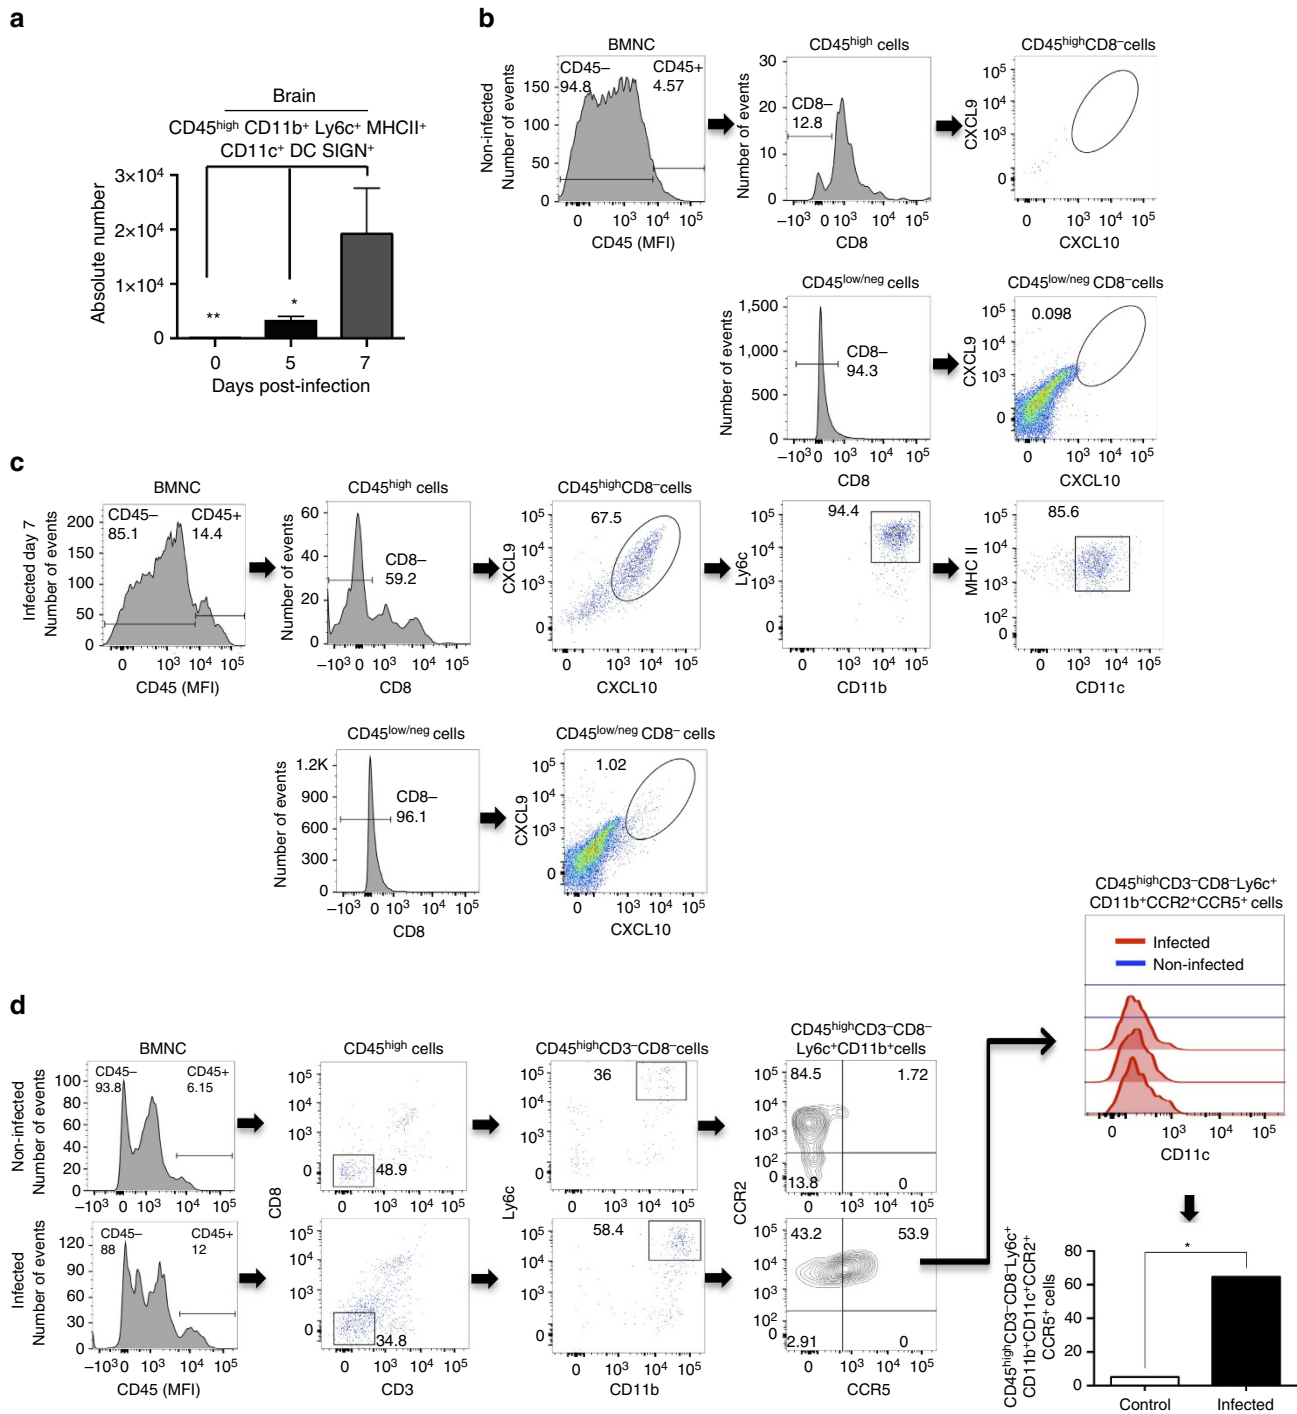 a
Brain
CD45high CD11b+ Ly6c+ MHCII+
CD11c+ DC SIGN+
3×10⁴
2×10⁴
1×10⁴
0
Absolute number
**
*
0 5 7
Days post-infection
b
BMNC
CD45–
94.8
CD45+
4.57
150
100
50
0
Non-infected
Number of events
0 10³ 10⁴ 10⁵
CD45 (MFI)
CD45high cells
30
20
10
0
Number of events
CD8–
12.8
–10³ 0 10³ 10⁴ 10⁵
CD8
CD45highCD8–cells
10⁵
10⁴
10³
0
CXCL9
0 10³ 10⁴ 10⁵
CXCL10
CD45low/neg cells
1,500
1,000
500
0
Number of events
CD8–
94.3
–10³ 0 10³ 10⁴ 10⁵
CD8
CD45low/neg CD8–cells
0.098
10⁵
10⁴
10³
0
CXCL9
0 10³ 10⁴ 10⁵
CXCL10
c
BMNC
CD45–
85.1
CD45+
14.4
200
150
100
50
0
Infected day 7
Number of events
0 10³ 10⁴ 10⁵
CD45 (MFI)
CD45high cells
60
40
20
0
Number of events
CD8–
59.2
–10³ 0 10³ 10⁴ 10⁵
CD8
CD45highCD8–cells
67.5
10⁵
10⁴
10³
0
CXCL9
0 10³ 10⁴ 10⁵
CXCL10
94.4
10⁵
10⁴
10³
0
Ly6c
0 10³ 10⁴ 10⁵
CD11b
85.6
10⁵
10⁴
10³
10²
0
MHC II
0 10³ 10⁴ 10⁵
CD11c
CD45low/neg cells
1.2K
900
600
300
0
Number of events
CD8–
96.1
–10³ 0 10³ 10⁴ 10⁵
CD8
CD45low/neg CD8– cells
1.02
10⁵
10⁴
10³
0
CXCL9
0 10³ 10⁴ 10⁵
CXCL10
d
BMNC
CD45–
93.8
CD45+
6.15
100
80
60
40
20
0
Non-infected
Number of events
–10³ 0 10³ 10⁴ 10⁵
CD45high cells
10⁵
10⁴
10³
0
48.9
CD8
0 10³ 10⁴ 10⁵
CD45highCD3–CD8–cells
36
10⁵
10⁴
10³
0
Ly6c
0 10³ 10⁴ 10⁵
CD45highCD3–CD8–
Ly6c+CD11b+cells
84.5 1.72
10⁵
10⁴
10³
10²
0
13.8 0
CCR2
0 10³ 10⁴ 10⁵
CD45–
88
CD45+
12
120
90
60
30
0
Infected
Number of events
–10³ 0 10³ 10⁴ 10⁵
CD45 (MFI)
10⁵
10⁴
10³
0
34.8
0 10³ 10⁴ 10⁵
CD3
58.4
10⁵
10⁴
10³
0
0 10³ 10⁴ 10⁵
CD11b
43.2 53.9
10⁵
10⁴
10³
10²
0
2.91 0
0 10³ 10⁴ 10⁵
CCR5
CD45highCD3–CD8–Ly6c+
CD11b+CCR2+CCR5+ cells
Infected
Non-infected
0 10³ 10⁴ 10⁵
CD11c
CD45highCD3–CD8–Ly6c+
CD11b+CD11c+CCR2+
CCR5+ cells
80
60
40
20
0
*
Control Infected